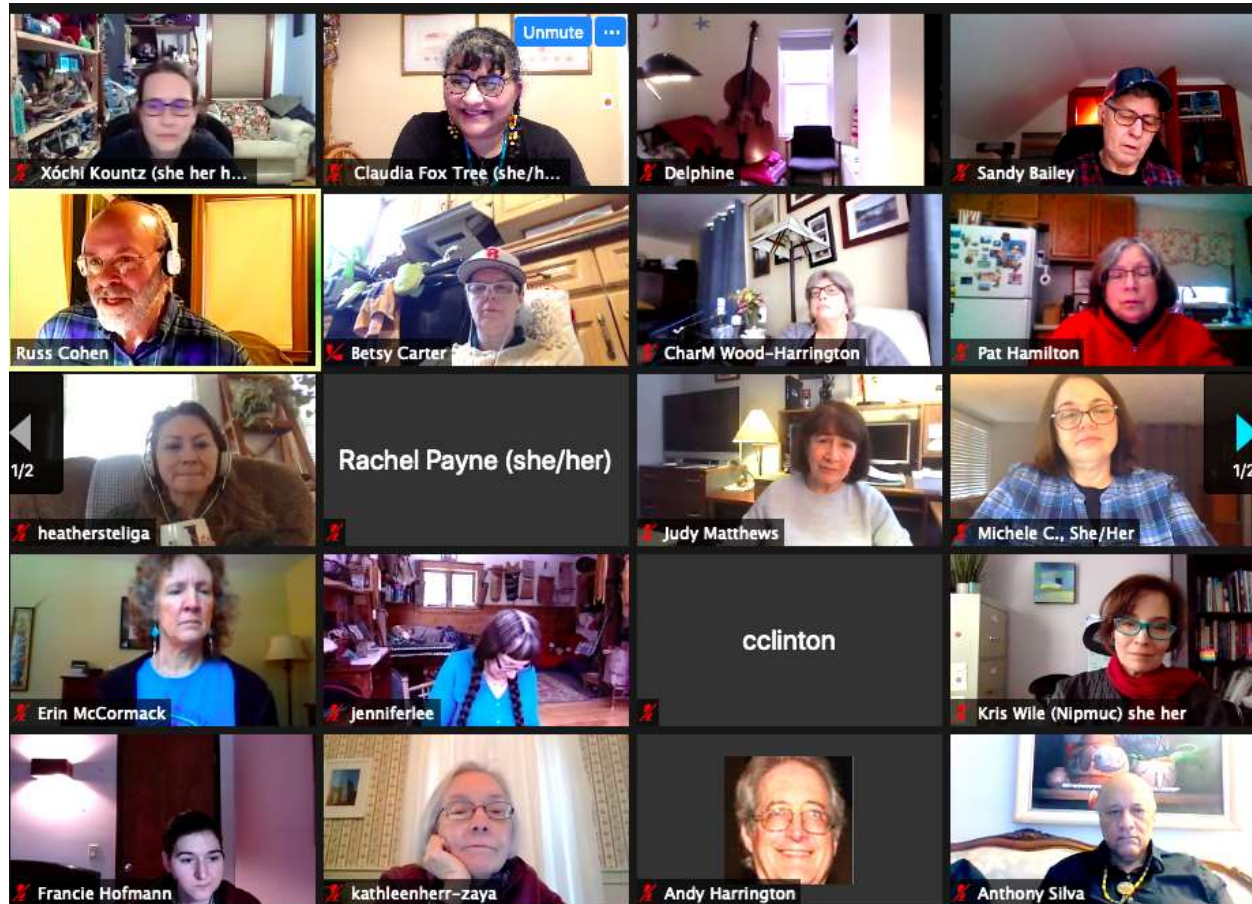 Unmute ...
Xóchi Kountz (she her h...
Claudia Fox Tree (she/h...
Delphine
Sandy Bailey
Russ Cohen
Betsy Carter
CharM Wood-Harrington
Pat Hamilton
1/2
heathersteliga
Rachel Payne (she/her)
Judy Matthews
Michele C., She/Her
1/2
Erin McCormack
jenniferlee
cclinton
Kris Wile (Nipmuc) she her
Francie Hofmann
kathleenherr-zaya
Andy Harrington
Anthony Silva